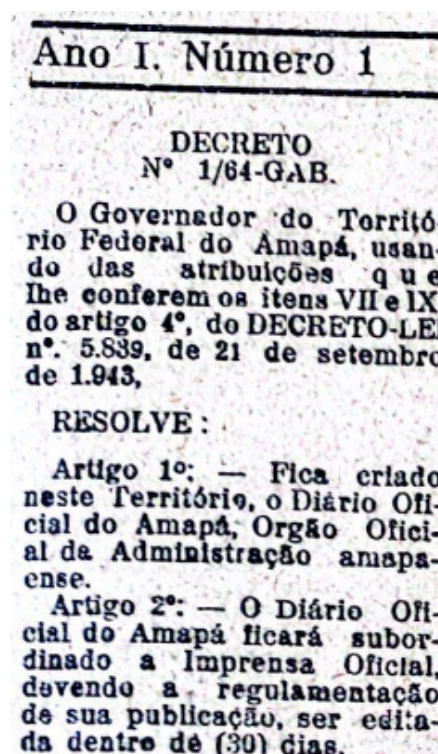 Ano I. Número 1
DECRETO
Nº 1/64-GAB.
O Governador do Territó-
rio Federal do Amapá, usan-
do das atribuições que
lhe conferem os itens VII e IX
do artigo 4º, do DECRETO-LEI
nº. 5.839, de 21 de setembro
de 1.943,
RESOLVE :
Artigo 1º: — Fica criado
neste Território, o Diário Ofi-
cial do Amapá, Orgão Ofici-
al da Administração amapa-
ense.
Artigo 2º: — O Diário Ofi-
cial do Amapá ficará subor-
dinado a Imprensa Oficial,
devendo a regulamentação
de sua publicação, ser edita-
da dentro de (30) dias.